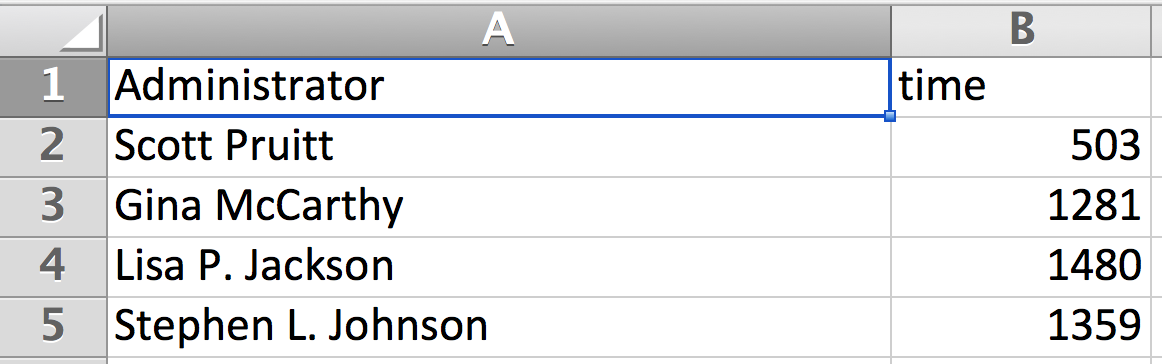 A B
1 Administrator time
2 Scott Pruitt 503
3 Gina McCarthy 1281
4 Lisa P. Jackson 1480
5 Stephen L. Johnson 1359